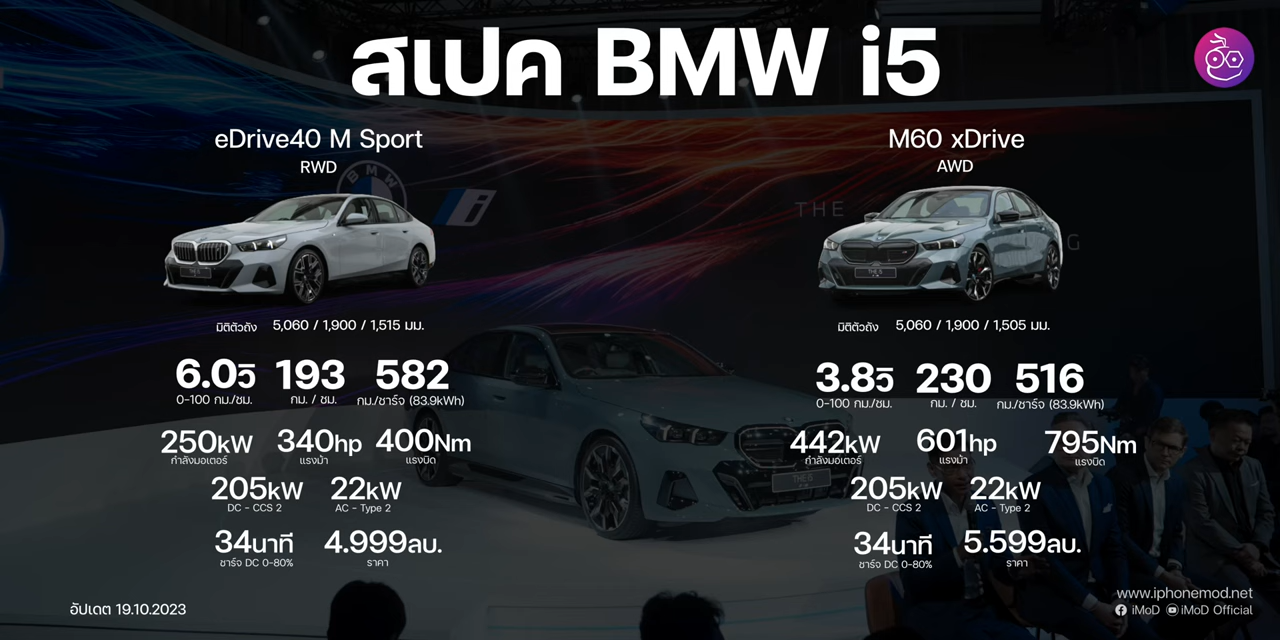 สเปค BMW i5
eDrive40 M Sport
RWD
M60 xDrive
AWD
BMW
i
THE
G
THE i5
THE i5
มิติตัวถัง 5,060 / 1,900 / 1,515 มม.
มิติตัวถัง 5,060 / 1,900 / 1,505 มม.
6.0วิ 193 582
0-100 กม./ชม. กม. / ชม. กม./ชาร์จ (83.9kWh)
3.8วิ 230 516
0-100 กม./ชม. กม. / ชม. กม./ชาร์จ (83.9kWh)
250kW 340hp 400Nm
กำลังมอเตอร์ แรงม้า แรงบิด
442kW 601hp 795Nm
กำลังมอเตอร์ แรงม้า แรงบิด
205kW 22kW
DC - CCS 2 AC - Type 2
205kW 22kW
DC - CCS 2 AC - Type 2
THE i5
34นาที 4.999ลบ.
ชาร์จ DC 0-80% ราคา
34นาที 5.599ลบ.
ชาร์จ DC 0-80% ราคา
อัปเดต 19.10.2023
www.iphonemod.net
iMoD iMoD Official